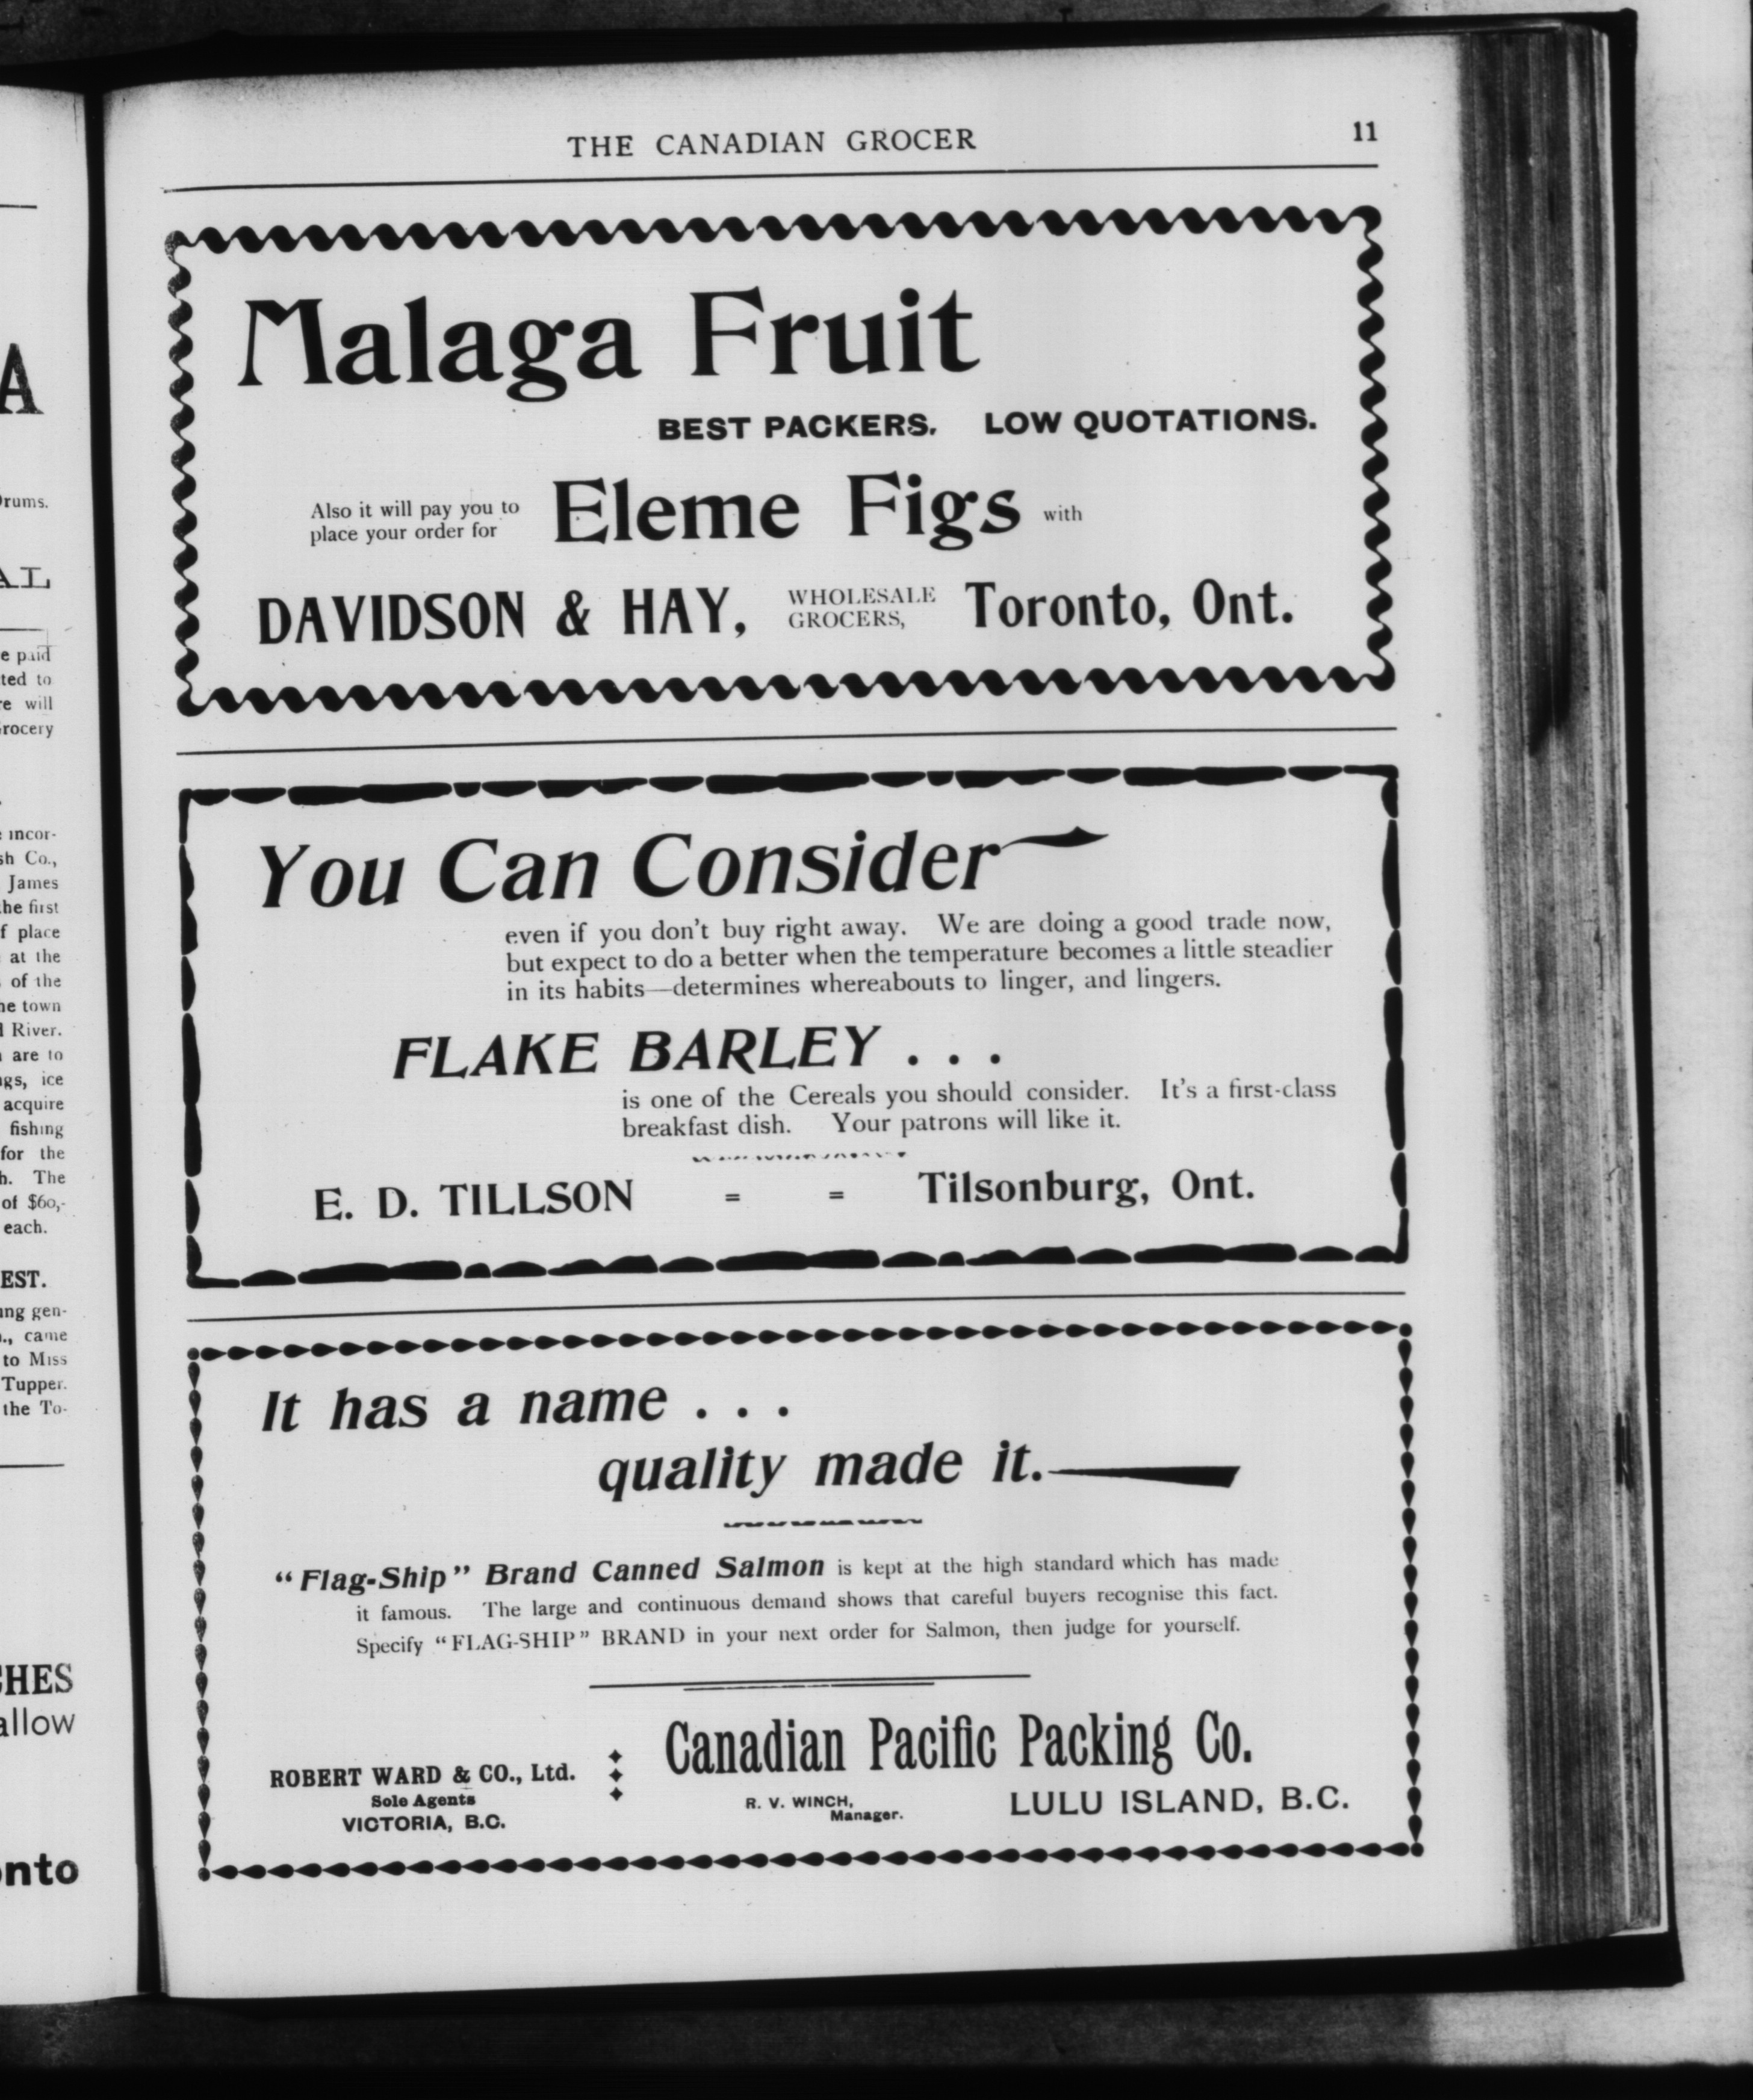 THE CANADIAN GROCER 11
Malaga Fruit
BEST PACKERS. LOW QUOTATIONS.
Also it will pay you to
place your order for
Eleme Figs with
DAVIDSON & HAY, WHOLESALE GROCERS, Toronto, Ont.
You Can Consider
even if you don't buy right away. We are doing a good trade now,
but expect to do a better when the temperature becomes a little steadier
in its habits—determines whereabouts to linger, and lingers.
FLAKE BARLEY . . .
is one of the Cereals you should consider. It's a first-class
breakfast dish. Your patrons will like it.
E. D. TILLSON = = Tilsonburg, Ont.
It has a name . . .
quality made it.
"Flag-Ship" Brand Canned Salmon is kept at the high standard which has made
it famous. The large and continuous demand shows that careful buyers recognise this fact.
Specify "FLAG-SHIP" BRAND in your next order for Salmon, then judge for yourself.
ROBERT WARD & CO., Ltd.
Sole Agents
VICTORIA, B.C.
Canadian Pacific Packing Co.
R. V. WINCH,
Manager.
LULU ISLAND, B.C.
A
Drums.
AL
e paid
ted to
re will
Grocery
incor-
sh Co.,
James
the first
f place
at the
of the
he town
River.
are to
ngs, ice
acquire
fishing
for the
h. The
of $60,-
each.
EST.
ung gen-
came
to Miss
Tupper.
the To-
CHES
allow
onto